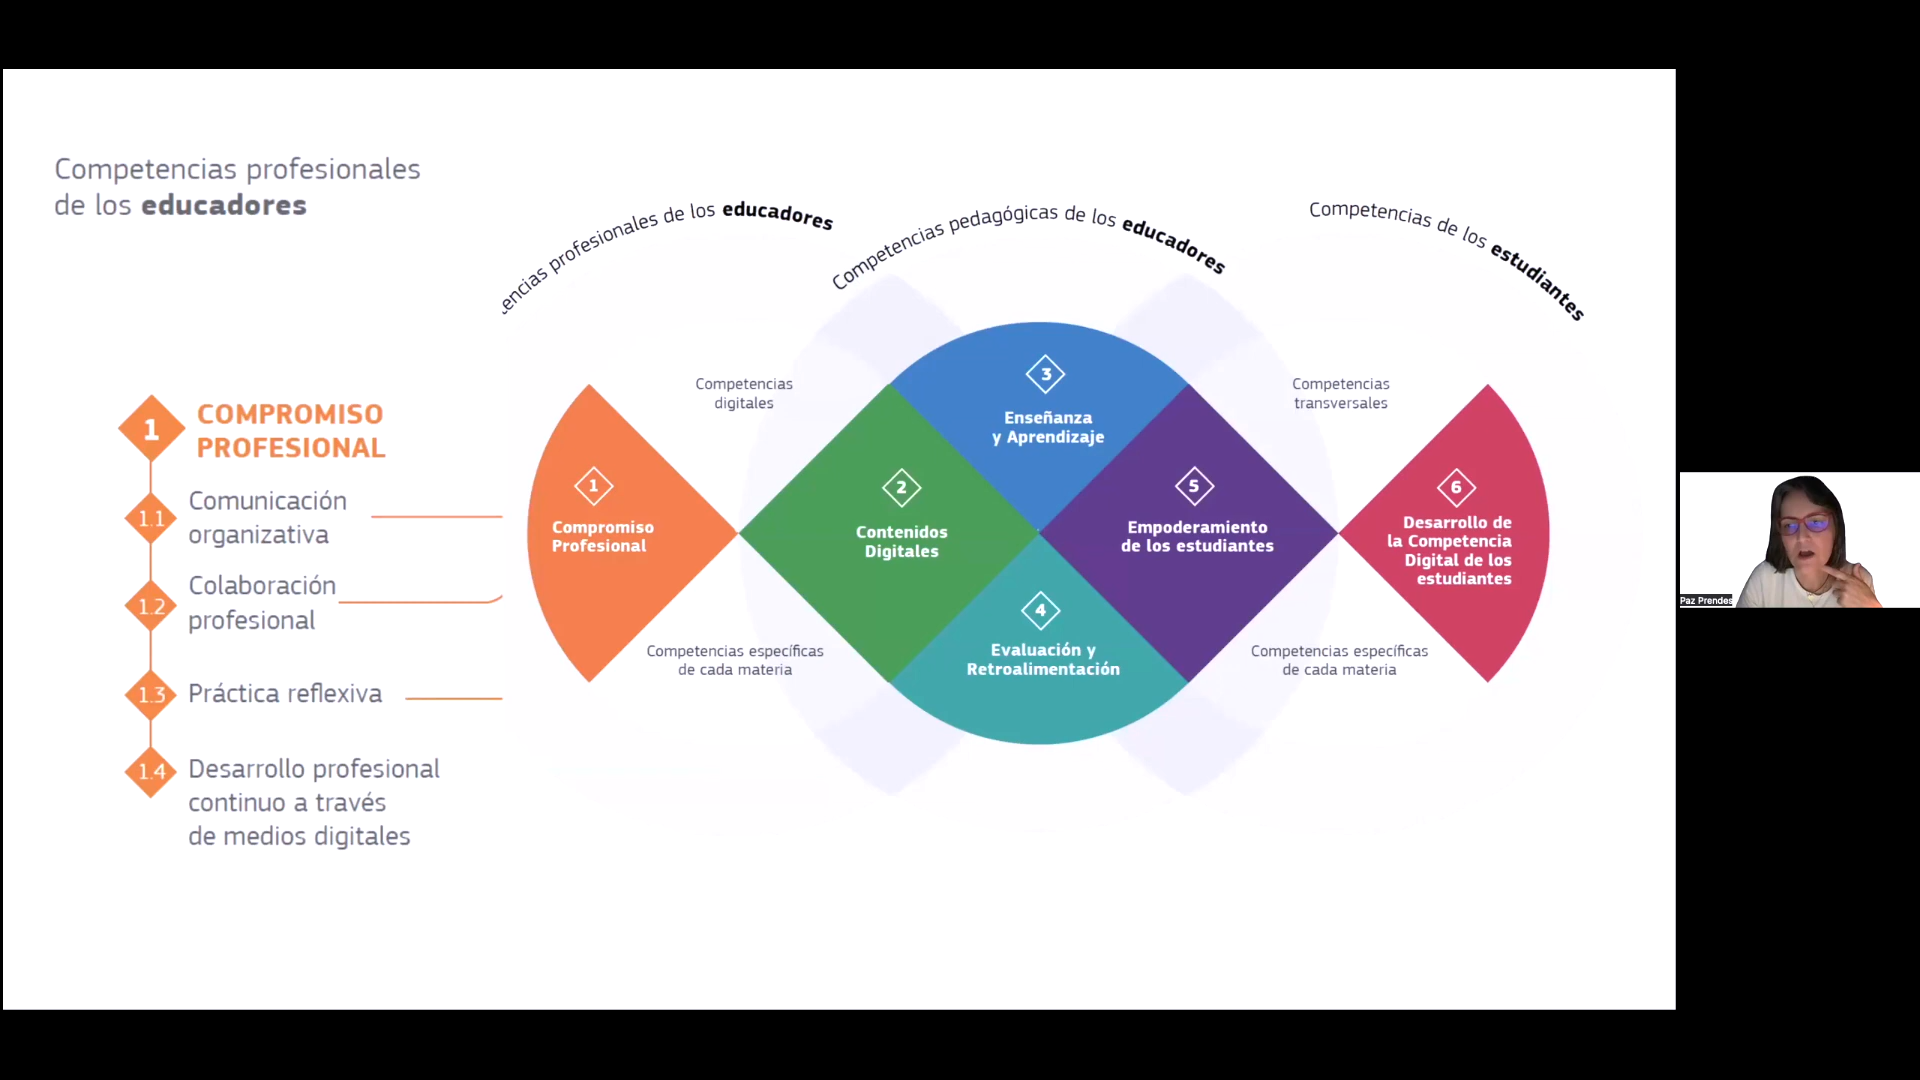 Competencias profesionales
de los educadores
1
COMPROMISO
PROFESIONAL
1.1
Comunicación
organizativa
1.2
Colaboración
profesional
1.3
Práctica reflexiva
1.4
Desarrollo profesional
continuo a través
de medios digitales
encias profesionales de los educadores
Competencias pedagógicas de los educadores
Competencias de los estudiantes
Competencias
digitales
Competencias
transversales
1
Compromiso
Profesional
2
Contenidos
Digitales
3
Enseñanza
y Aprendizaje
4
Evaluación y
Retroalimentación
5
Empoderamiento
de los estudiantes
6
Desarrollo de
la Competencia
Digital de los
estudiantes
Competencias específicas
de cada materia
Competencias específicas
de cada materia
Paz Prendes